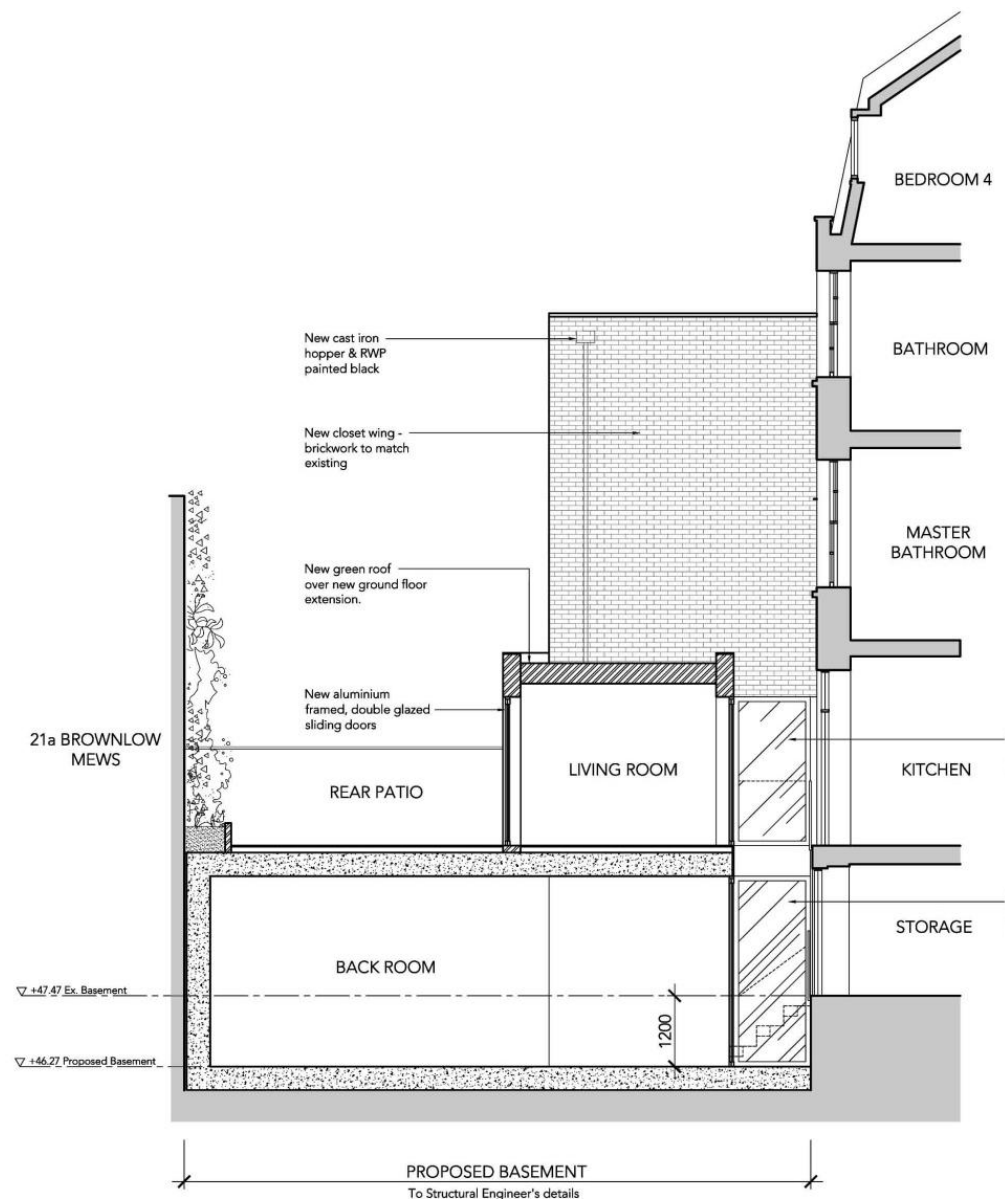 BEDROOM 4
New cast iron
hopper & RWP
painted black
BATHROOM
New closet wing -
brickwork to match
existing
MASTER
BATHROOM
New green roof
over new ground floor
extension.
New aluminium
framed, double glazed
sliding doors
21a BROWNLOW
MEWS
REAR PATIO
LIVING ROOM
KITCHEN
STORAGE
BACK ROOM
+47.47 Ex. Basement
1200
+46.27 Proposed Basement
PROPOSED BASEMENT
To Structural Engineer's details